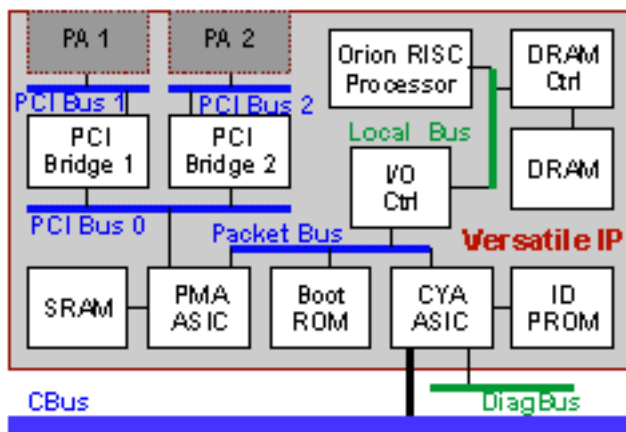 PA 1
PA 2
Orion RISC
Processor
DRAM
Ctrl
PCI Bus 1
PCI Bus 2
PCI
Bridge 1
PCI
Bridge 2
Local Bus
I/O
Ctrl
DRAM
PCI Bus 0
Packet Bus
Versatile IP
SRAM
PMA
ASIC
Boot
ROM
CYA
ASIC
ID
PROM
CBus
DiagBus